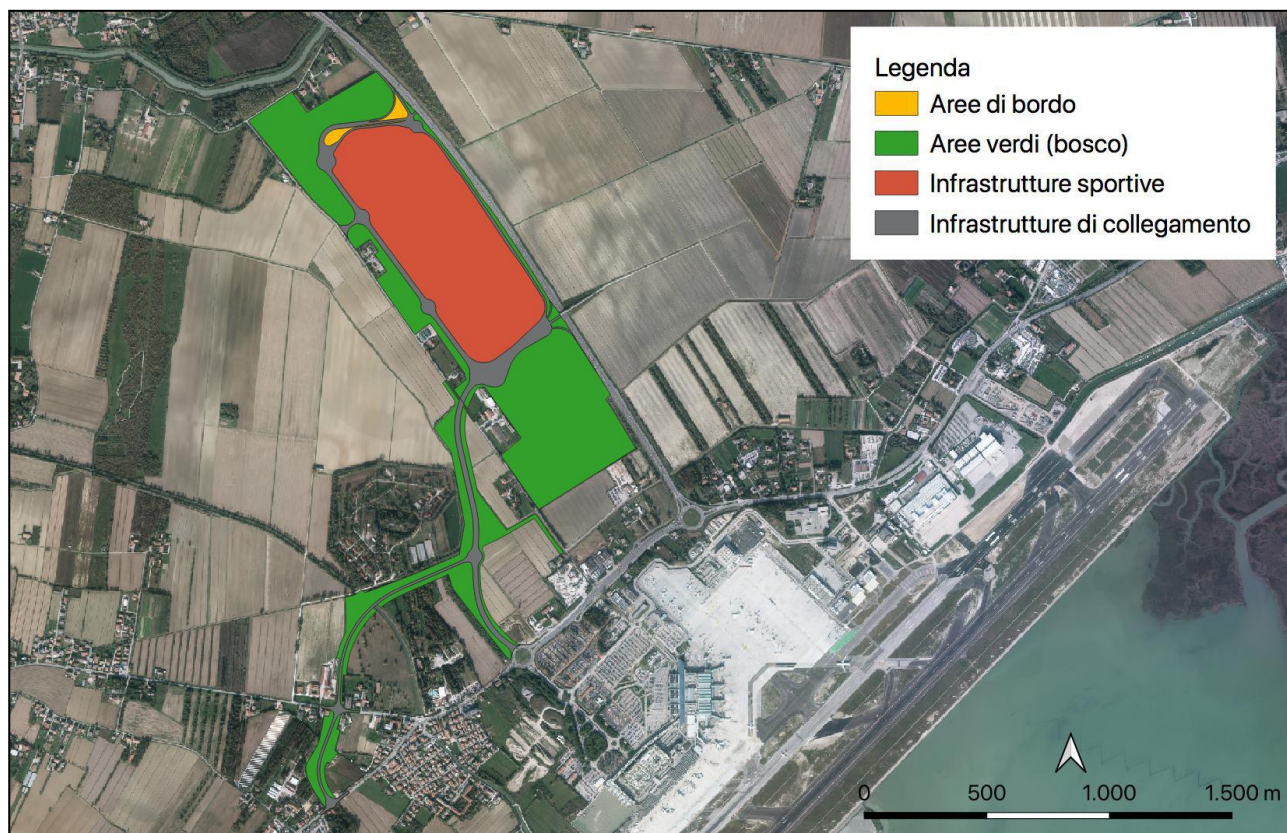 Legenda
Aree di bordo
Aree verdi (bosco)
Infrastrutture sportive
Infrastrutture di collegamento
0 500 1.000 1.500 m